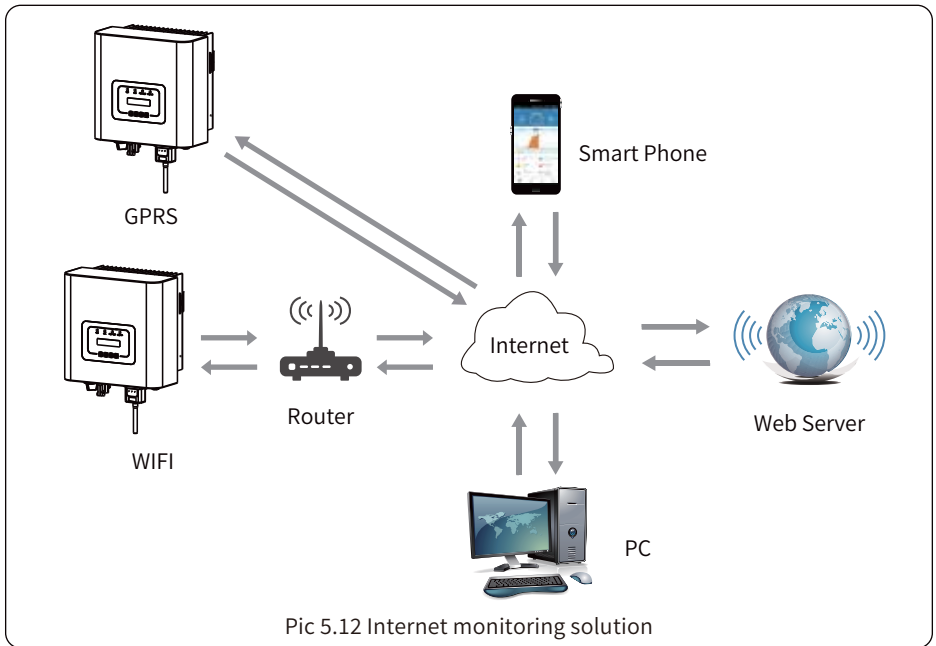 Smart Phone
GPRS
Internet
Router
Web Server
WIFI
PC
Pic 5.12 Internet monitoring solution